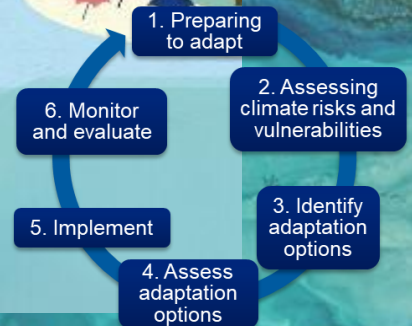 1. Preparing
to adapt
2. Assessing
climate risks and
vulnerabilities
3. Identify
adaptation
options
4. Assess
adaptation
options
5. Implement
6. Monitor
and evaluate